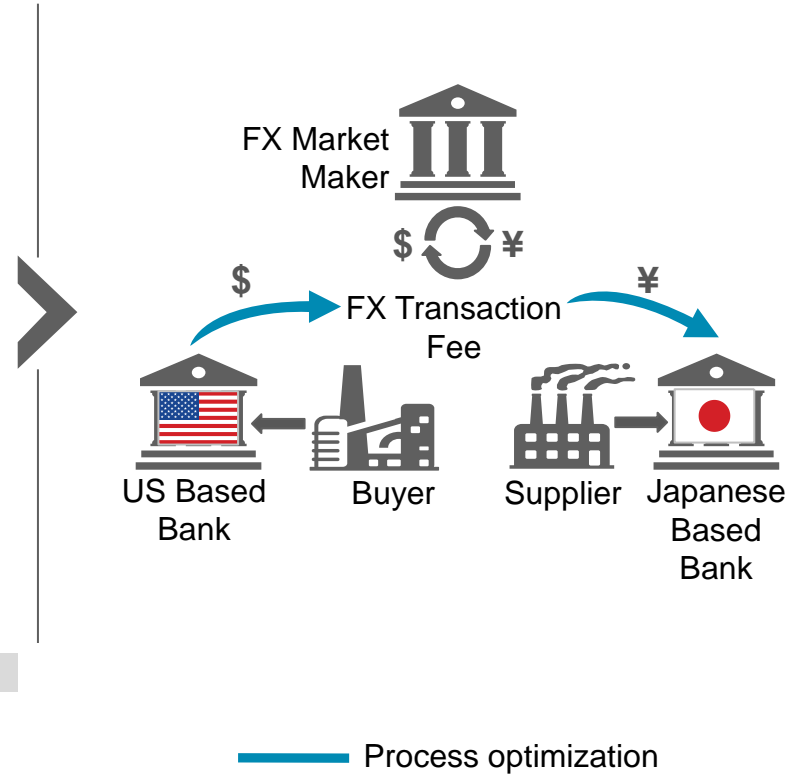 FX Market
Maker
$ ¥
$
¥
FX Transaction
Fee
US Based
Bank
Buyer
Supplier
Japanese
Based
Bank
Process optimization